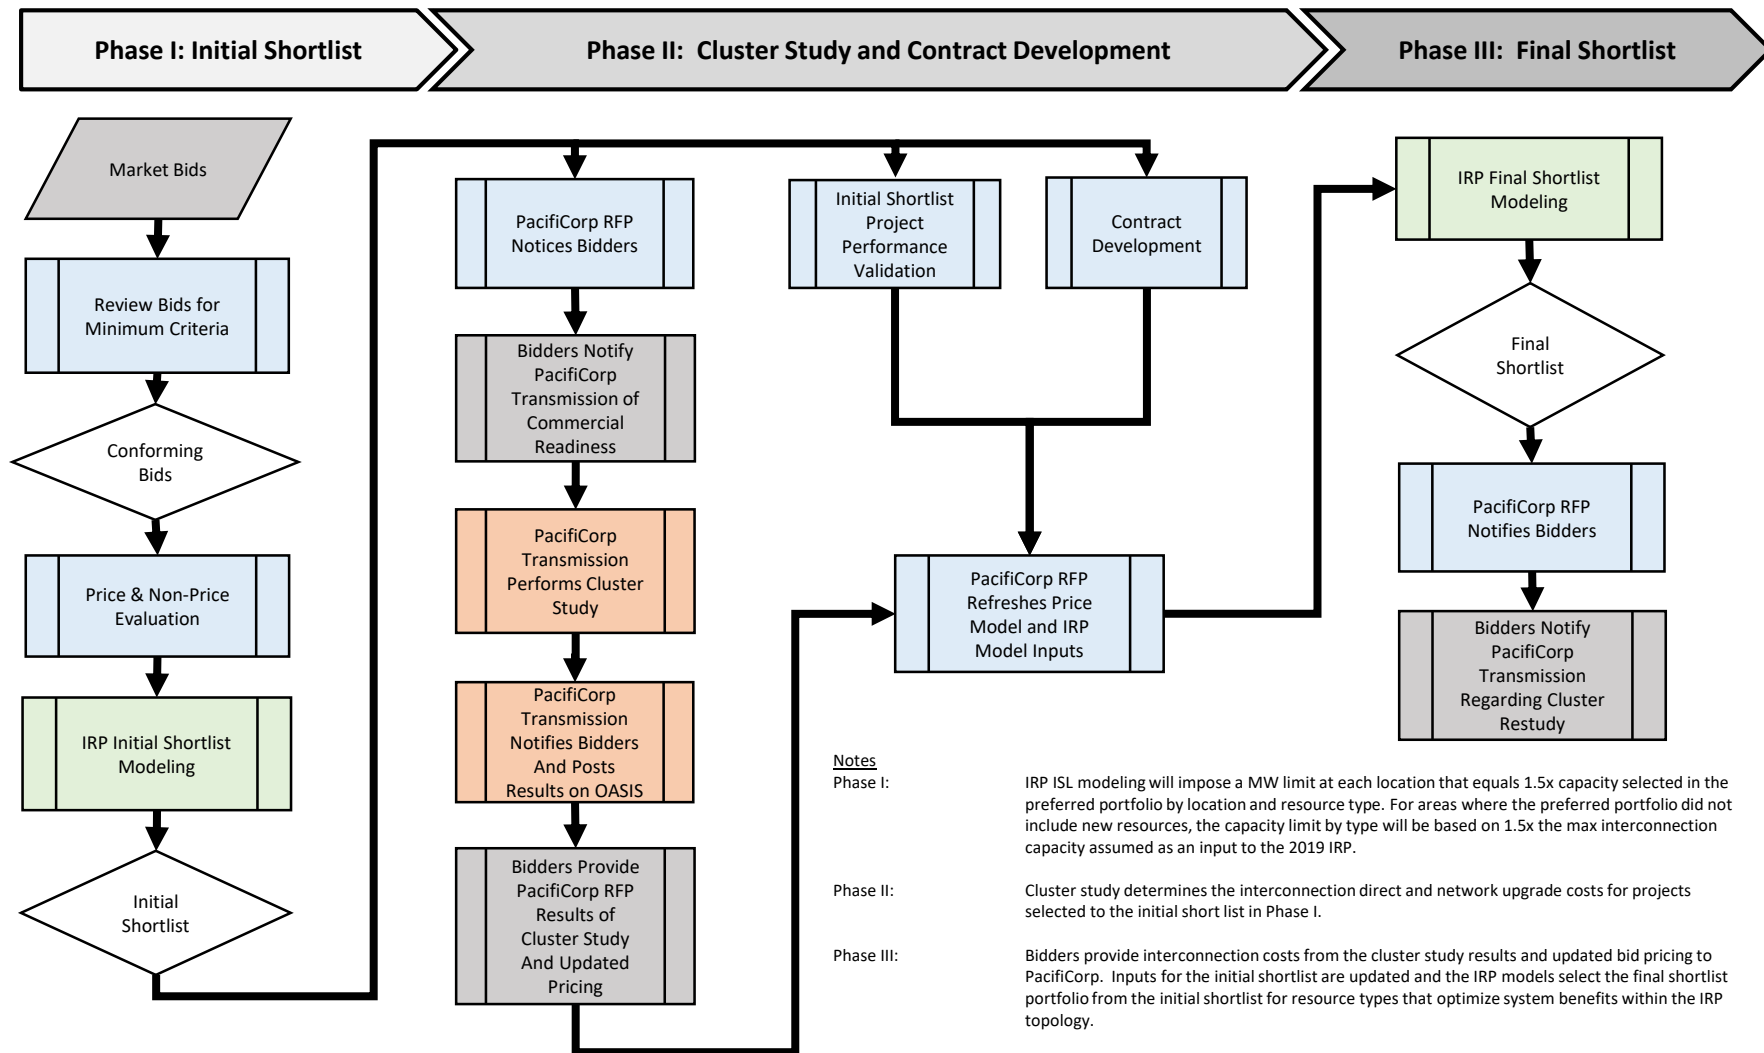 Phase I: Initial Shortlist
Phase II:  Cluster Study and Contract Development
Phase III:  Final Shortlist
Market Bids
Review Bids for
Minimum Criteria
Conforming
Bids
Price & Non-Price
Evaluation
IRP Initial Shortlist
Modeling
Initial
Shortlist
PacifiCorp RFP
Notices Bidders
Bidders Notify
PacifiCorp
Transmission of
Commercial
Readiness
PacifiCorp
Transmission
Performs Cluster
Study
PacifiCorp
Transmission
Notifies Bidders
And Posts
Results on OASIS
Bidders Provide
PacifiCorp RFP
Results of
Cluster Study
And Updated
Pricing
Initial Shortlist
Project
Performance
Validation
Contract
Development
PacifiCorp RFP
Refreshes Price
Model and IRP
Model Inputs
IRP Final Shortlist
Modeling
Final
Shortlist
PacifiCorp RFP
Notifies Bidders
Bidders Notify
PacifiCorp
Transmission
Regarding Cluster
Restudy
Notes
Phase I: IRP ISL modeling will impose a MW limit at each location that equals 1.5x capacity selected in the
preferred portfolio by location and resource type. For areas where the preferred portfolio did not
include new resources, the capacity limit by type will be based on 1.5x the max interconnection
capacity assumed as an input to the 2019 IRP.
Phase II: Cluster study determines the interconnection direct and network upgrade costs for projects
selected to the initial short list in Phase I.
Phase III: Bidders provide interconnection costs from the cluster study results and updated bid pricing to
PacifiCorp.  Inputs for the initial shortlist are updated and the IRP models select the final shortlist
portfolio from the initial shortlist for resource types that optimize system benefits within the IRP
topology.